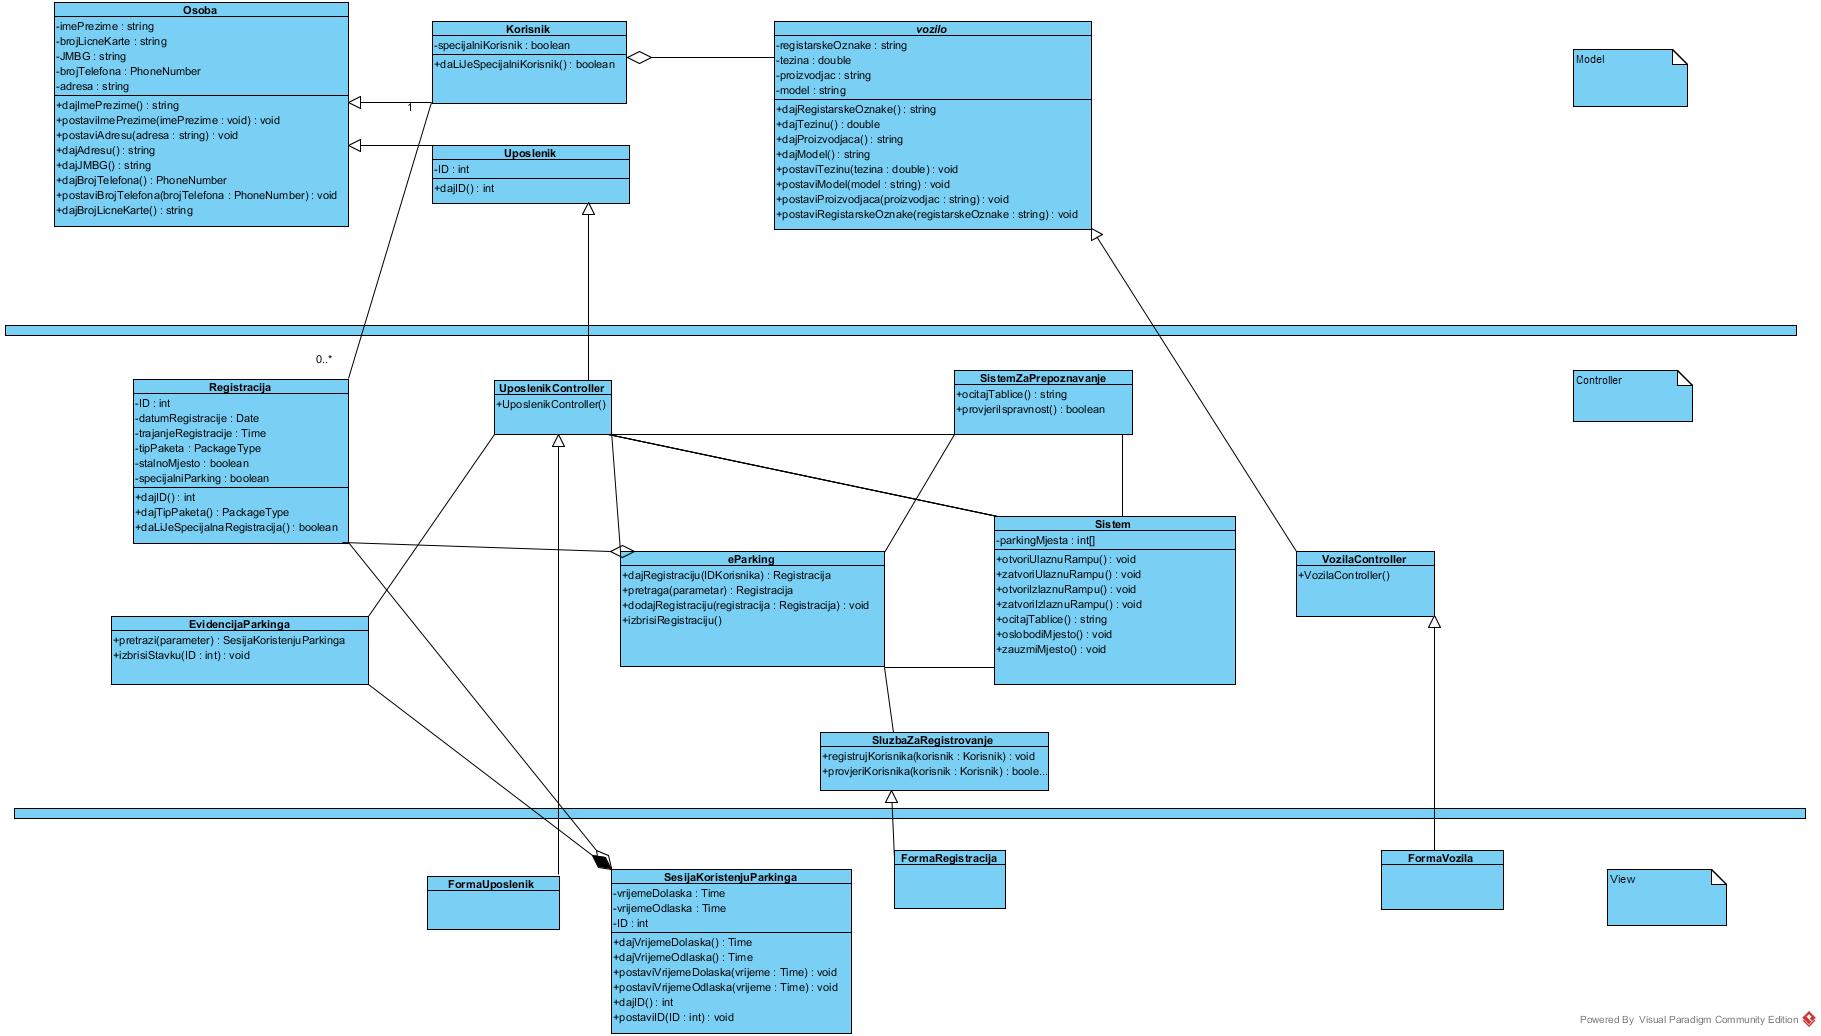 Osoba
-imePrezime : string
-brojLicneKarte : string
-JMBG : string
-brojTelefona : PhoneNumber
-adresa : string
+dajImePrezime() : string
+postaviImePrezime(imePrezime : void) : void
+postaviAdresu(adresa : string) : void
+dajAdresu() : string
+dajJMBG() : string
+dajBrojTelefona() : PhoneNumber
+postaviBrojTelefona(brojTelefona : PhoneNumber) : void
+dajBrojLicneKarte() : string
Korisnik
-specijalniKorisnik : boolean
+daLiJeSpecijalniKorisnik() : boolean
1
Uposlenik
-ID : int
+dajID() : int
vozilo
-registarskeOznake : string
-tezina : double
-proizvodjac : string
-model : string
+dajRegistarskeOznake() : string
+dajTezinu() : double
+dajProizvodjaca() : string
+dajModel() : string
+postaviTezinu(tezina : double) : void
+postaviModel(model : string) : void
+postaviProizvodjaca(proizvodjac : string) : void
+postaviRegistarskeOznake(registarskeOznake : string) : void
Model
0..*
Registracija
-ID : int
-datumRegistracije : Date
-trajanjeRegistracije : Time
-tipPaketa : PackageType
-stalnoMjesto : boolean
-specijalniParking : boolean
+dajID() : int
+dajTipPaketa() : PackageType
+daLiJeSpecijalnaRegistracija() : boolean
UposlenikController
+UposlenikController()
SistemZaPrepoznavanje
+ocitajTablice() : string
+provjeriIspravnost() : boolean
Controller
Sistem
-parkingMjesta : int[]
+otvoriUlaznuRampu() : void
+zatvoriUlaznuRampu() : void
+otvoriIzlaznuRampu() : void
+zatvoriIzlaznuRampu() : void
+ocitajTablice() : string
+oslobodiMjesto() : void
+zauzmiMjesto() : void
eParking
+dajRegistraciju(IDKorisnika) : Registracija
+pretraga(parametar) : Registracija
+dodajRegistraciju(registracija : Registracija) : void
+izbrisiRegistraciju()
VozilaController
+VozilaController()
EvidencijaParkinga
+pretrazi(parameter) : SesijaKoristenjuParkinga
+izbrisiStavku(ID : int) : void
SluzbaZaRegistrovanje
+registrujKorisnika(korisnik : Korisnik) : void
+provjeriKorisnika(korisnik : Korisnik) : boole...
FormaUposlenik
SesijaKoristenjuParkinga
-vrijemeDolaska : Time
-vrijemeOdlaska : Time
-ID : int
+dajVrijemeDolaska() : Time
+dajVrijemeOdlaska() : Time
+postaviVrijemeDolaska(vrijeme : Time) : void
+postaviVrijemeOdlaska(vrijeme : Time) : void
+dajID() : int
+postaviID(ID : int) : void
FormaRegistracija
FormaVozila
View
Powered By Visual Paradigm Community Edition